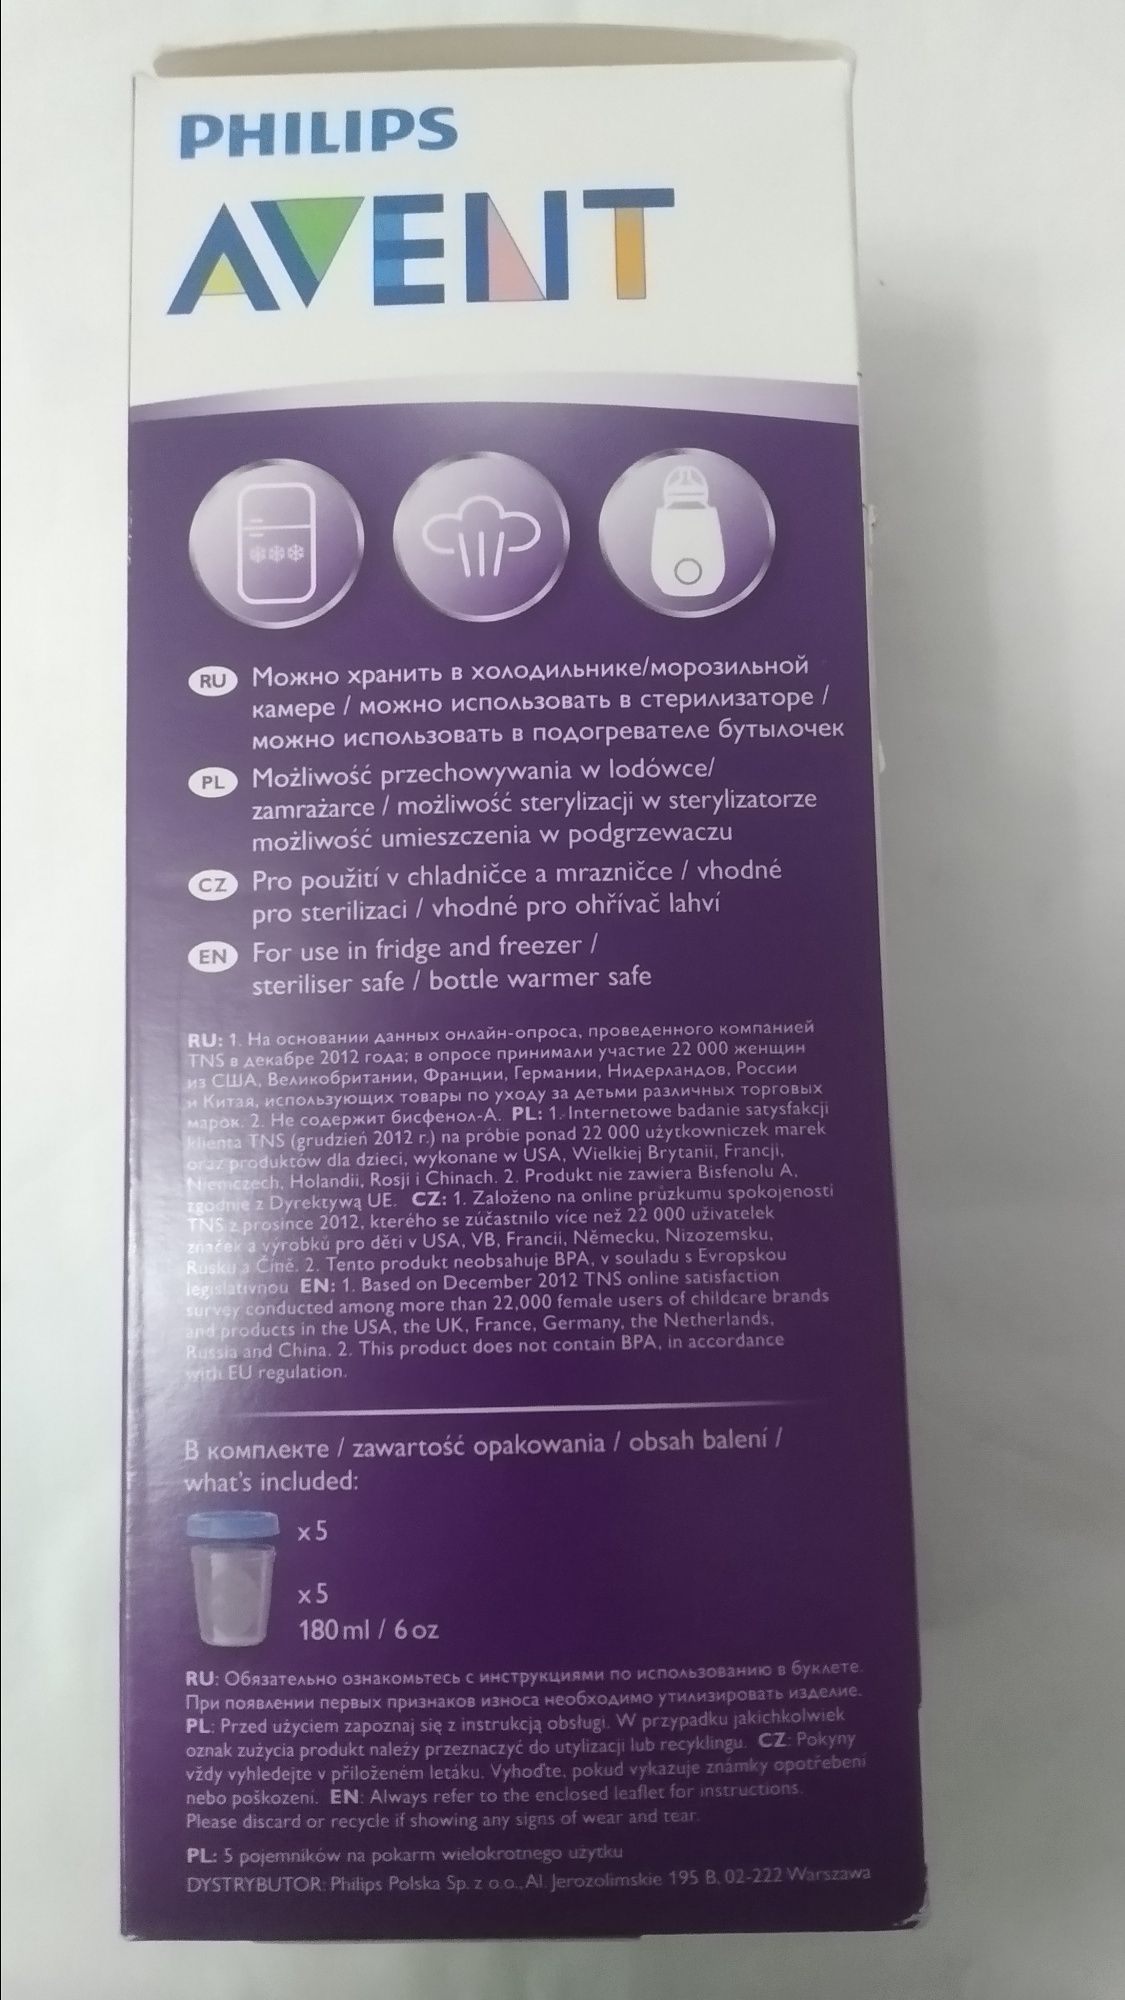 PHILIPS
AVENT
RU Можно хранить в холодильнике/морозильной
камере / можно использовать в стерилизаторе /
можно использовать в подогревателе бутылочек
PL Możliwość przechowywania w lodówce/
zamrażarce / możliwość sterylizacji w sterylizatorze
możliwość umieszczenia w podgrzewaczu
CZ Pro použití v chladničce a mrazničce / vhodné
pro sterilizaci / vhodné pro ohřívač lahví
EN For use in fridge and freezer /
steriliser safe / bottle warmer safe
RU: 1. На основании данных онлайн-опроса, проведенного компанией
TNS в декабре 2012 года; в опросе принимали участие 22 000 женщин
из США, Великобритании, Франции, Германии, Нидерландов, России
и Китая, использующих товары по уходу за детьми различных торговых
марок. 2. Не содержит бисфенол-А. PL: 1. Internetowe badanie satysfakcji
klienta TNS (grudzień 2012 r.) na próbie ponad 22 000 użytkowniczek marek
oraz produktów dla dzieci, wykonane w USA, Wielkiej Brytanii, Francji,
Niemczech, Holandii, Rosji i Chinach. 2. Produkt nie zawiera Bisfenolu A,
zgodnie z Dyrektywą UE. CZ: 1. Založeno na online průzkumu spokojenosti
TNS z prosince 2012, kterého se zúčastnilo více než 22 000 uživatelek
značek a výrobků pro děti v USA, VB, Francii, Německu, Nizozemsku,
Rusku a Číně. 2. Tento produkt neobsahuje BPA, v souladu s Evropskou
legislativnou EN: 1. Based on December 2012 TNS online satisfaction
survey conducted among more than 22,000 female users of childcare brands
and products in the USA, the UK, France, Germany, the Netherlands,
Russia and China. 2. This product does not contain BPA, in accordance
with EU regulation.
В комплекте / zawartość opakowania / obsah balení /
what's included:
x 5
x 5
180 ml / 6 oz
RU: Обязательно ознакомьтесь с инструкциями по использованию в буклете.
При появлении первых признаков износа необходимо утилизировать изделие.
PL: Przed użyciem zapoznaj się z instrukcją obsługi. W przypadku jakichkolwiek
oznak zużycia produkt należy przeznaczyć do utylizacji lub recyklingu. CZ: Pokyny
vždy vyhledejte v přiloženém letáku. Vyhoďte, pokud vykazuje známky opotřebení
nebo poškození. EN: Always refer to the enclosed leaflet for instructions.
Please discard or recycle if showing any signs of wear and tear.
PL: 5 pojemników na pokarm wielokrotnego użytku
DYSTRYBUTOR: Philips Polska Sp. z o.o., Al. Jerozolimskie 195 B, 02-222 Warszawa